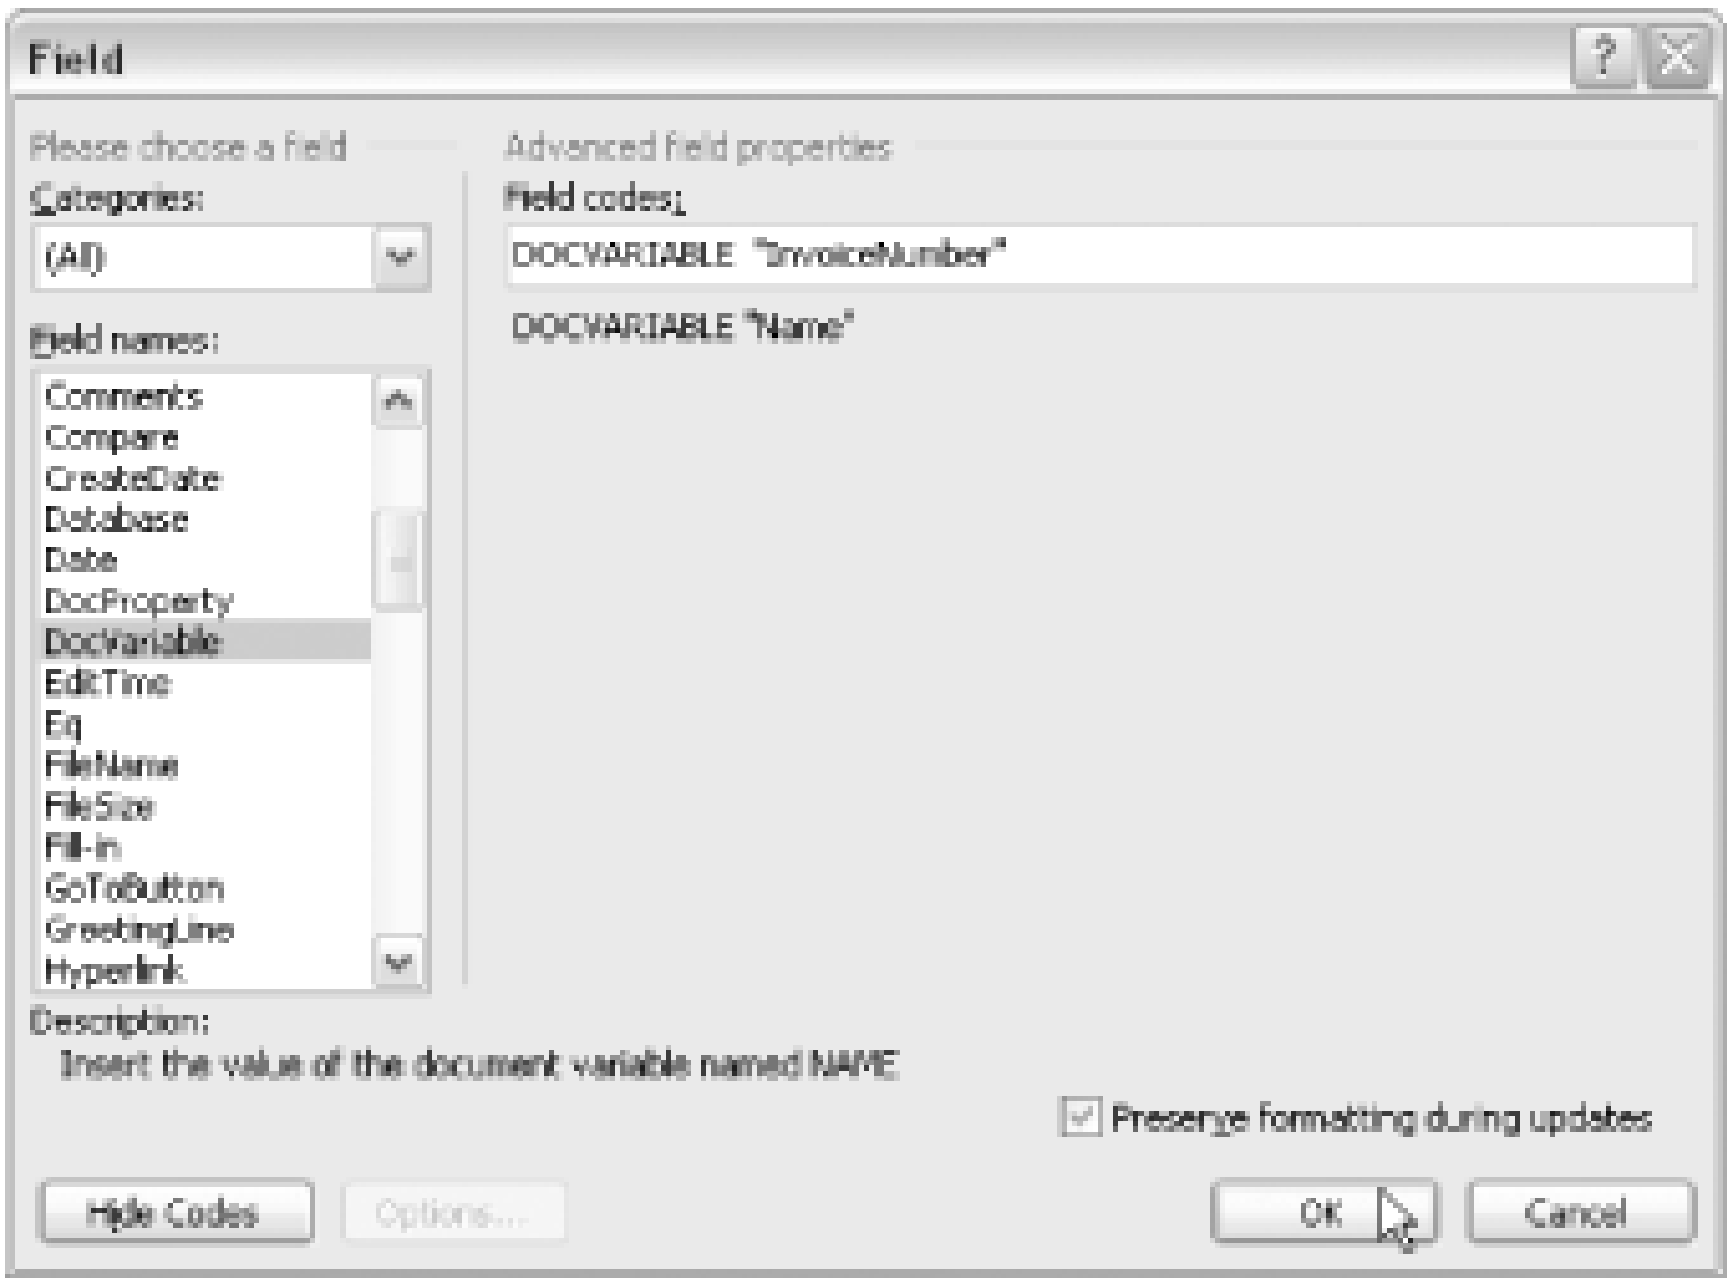 Field
?
Please choose a field
Categories:
(All)
Field names:
Comments
Compare
CreateDate
Database
Date
DocProperty
DocVariable
EditTime
Eq
FileName
FileSize
Fill-in
GoToButton
GreetingLine
Hyperlink
Advanced field properties
Field codes:
DOCVARIABLE "InvoiceNumber"
DOCVARIABLE "Name"
Description:
Insert the value of the document variable named NAME
Preserve formatting during updates
Hide Codes
Options...
OK
Cancel